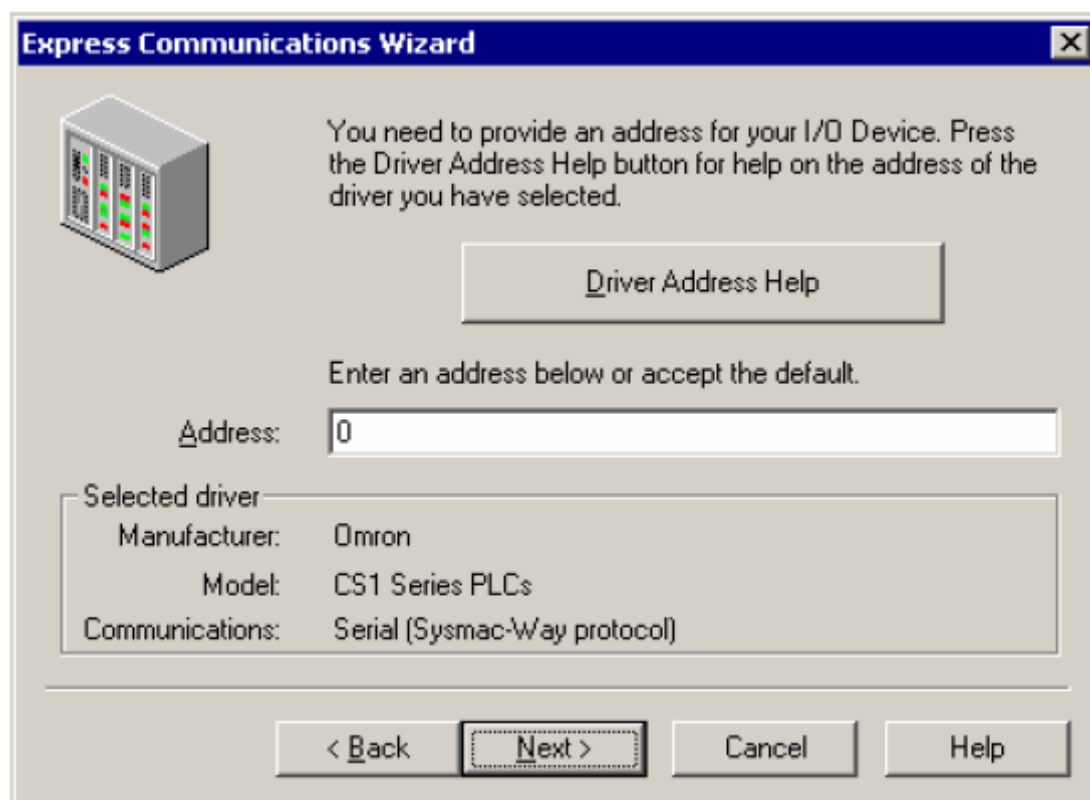 Express Communications Wizard
You need to provide an address for your I/O Device. Press
the Driver Address Help button for help on the address of the
driver you have selected.
Driver Address Help
Enter an address below or accept the default.
Address: 0
Selected driver
Manufacturer: Omron
Model: CS1 Series PLCs
Communications: Serial (Sysmac-Way protocol)
< Back Next > Cancel Help